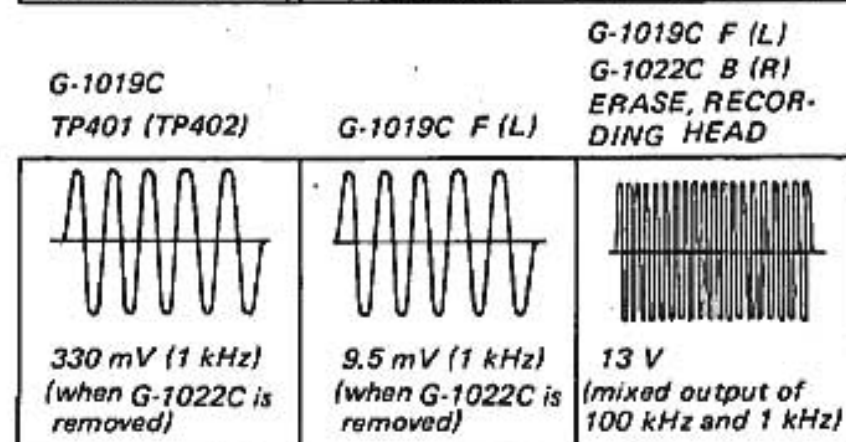 G-1019C
TP401 (TP402)
G-1019C F (L)
G-1019C F (L)
G-1022C B (R)
ERASE, RECOR-
DING HEAD
330 mV (1 kHz)
(when G-1022C is
removed)
9.5 mV (1 kHz)
(when G-1022C is
removed)
13 V
(mixed output of
100 kHz and 1 kHz)